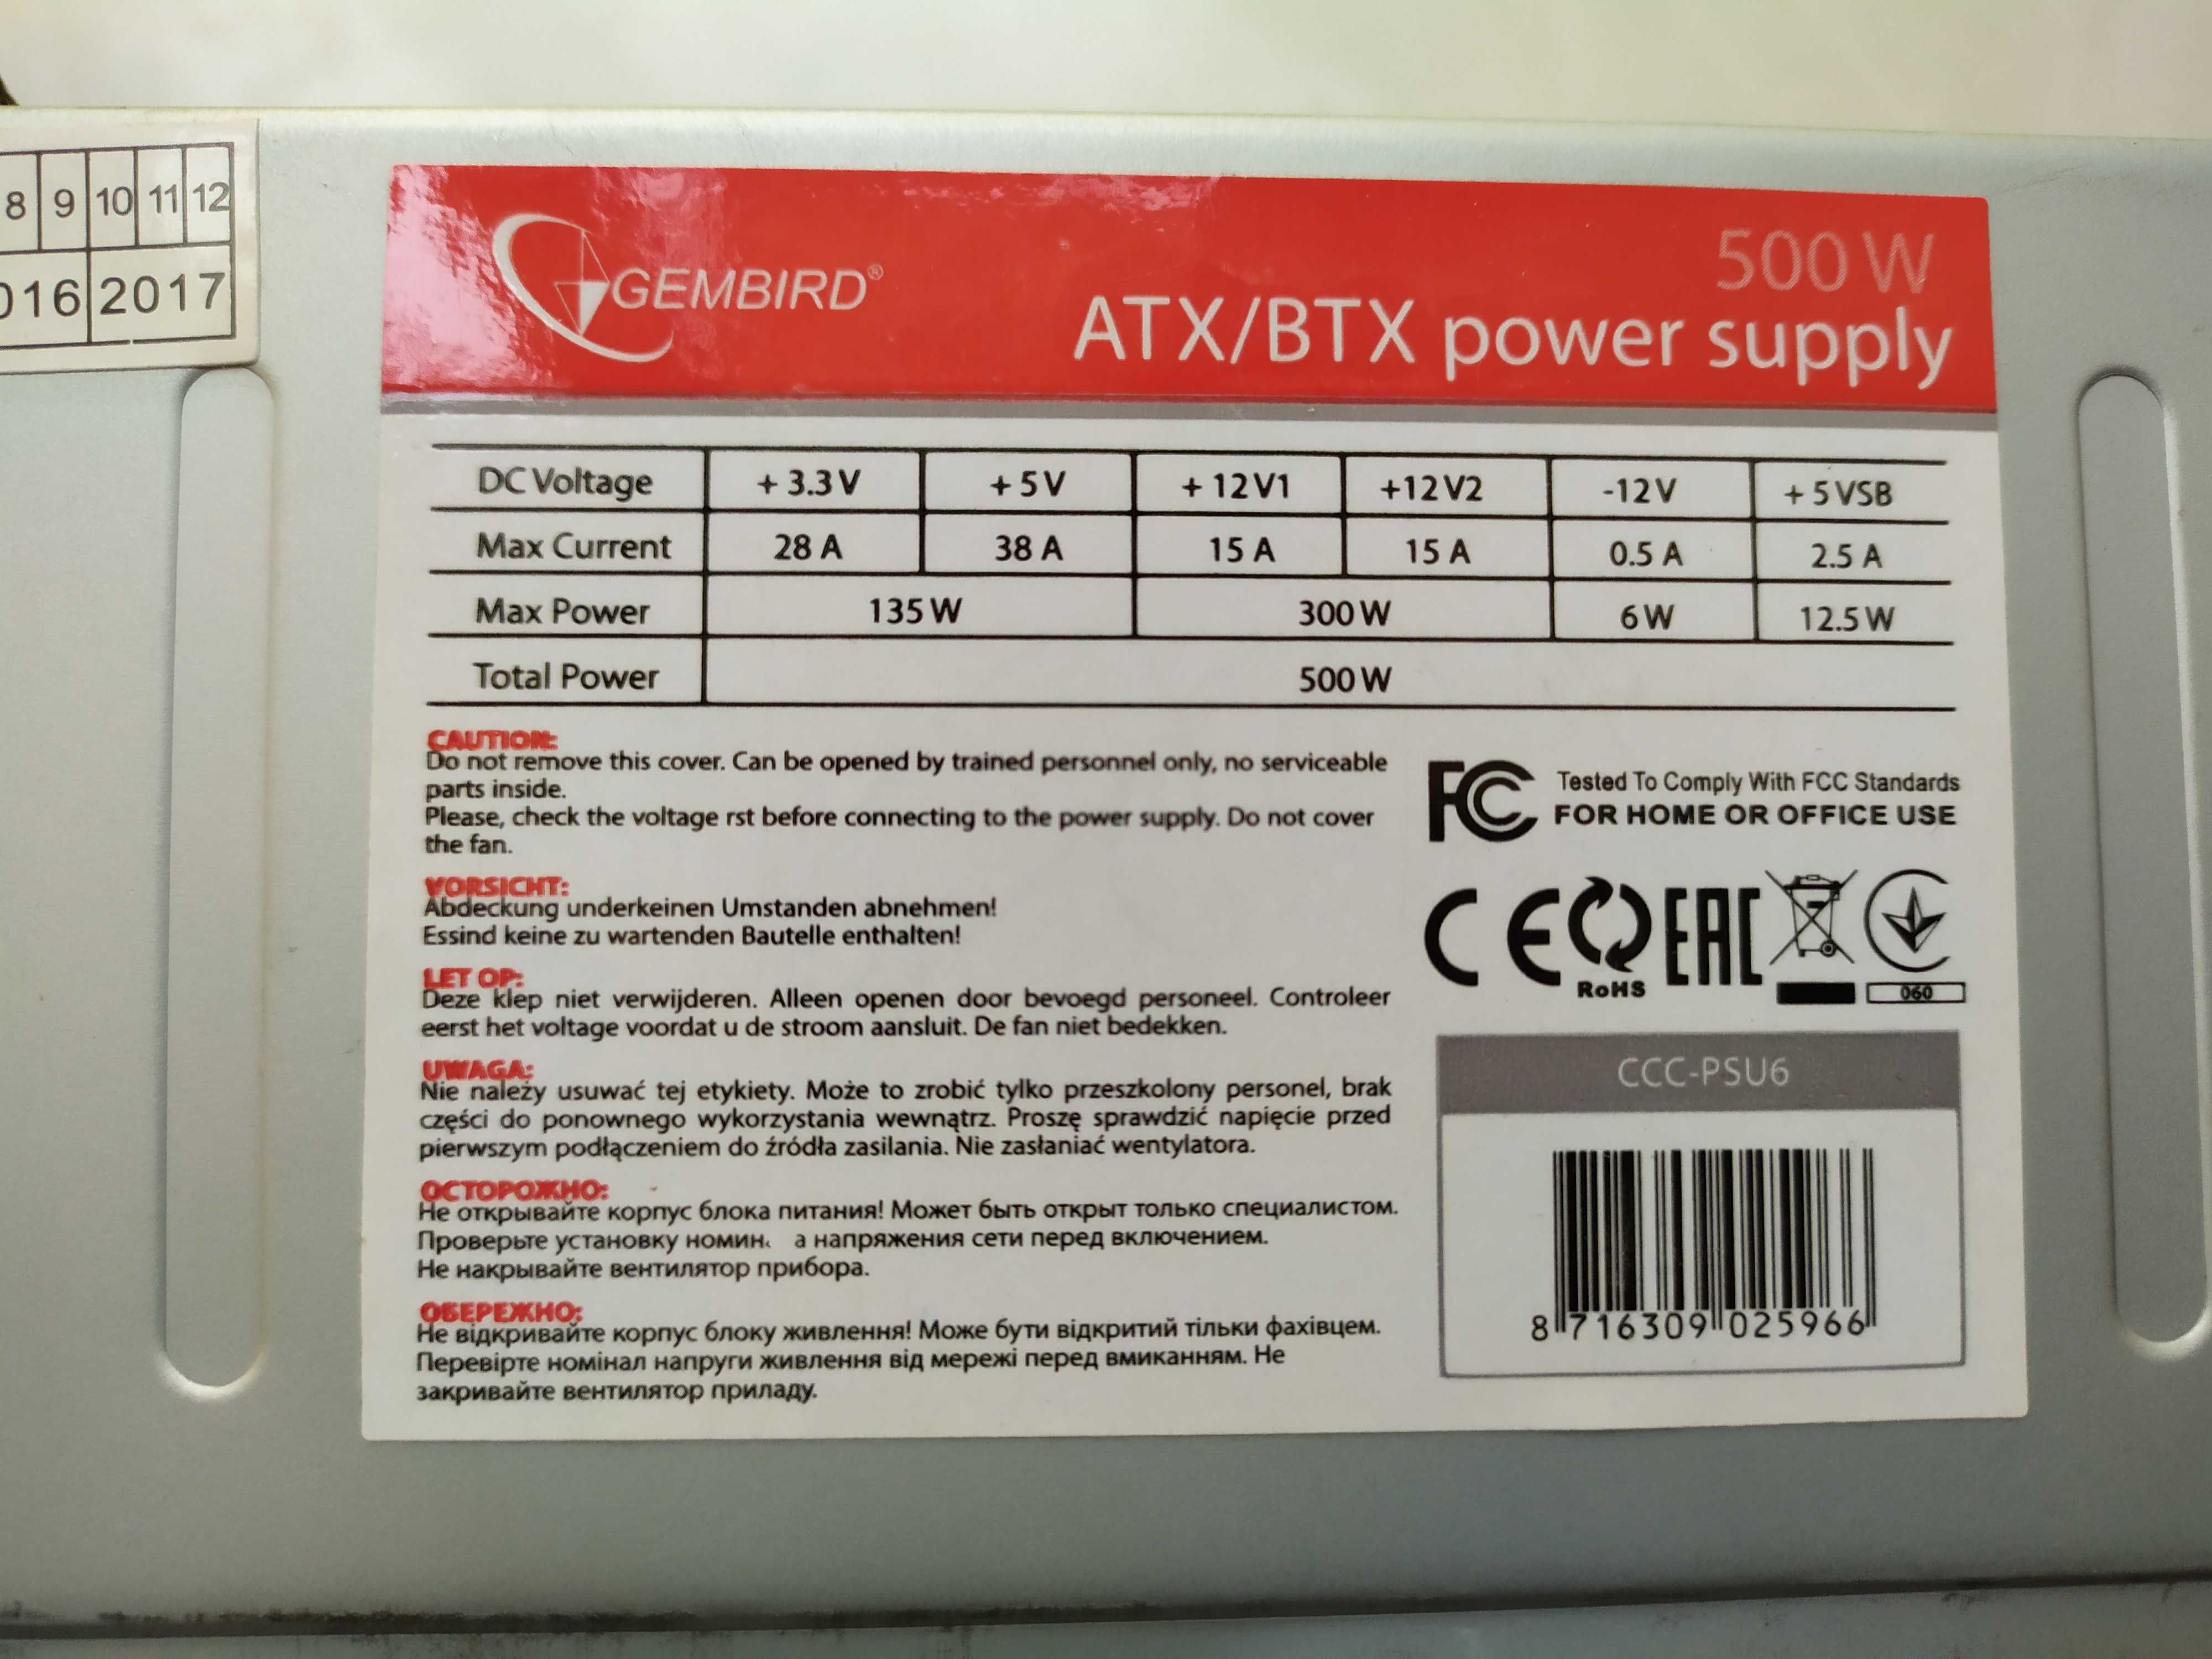 8 9 10 11 12
016 2017
GEMBIRD®
500 W
ATX/BTX power supply
DC Voltage + 3.3 V + 5 V + 12 V1 +12 V2 -12 V + 5 VSB
Max Current 28 A 38 A 15 A 15 A 0.5 A 2.5 A
Max Power 135 W 300 W 6 W 12.5 W
Total Power 500 W
CAUTION:
Do not remove this cover. Can be opened by trained personnel only, no serviceable
parts inside.
Please, check the voltage rst before connecting to the power supply. Do not cover
the fan.
VORSICHT:
Abdeckung underkeinen Umstanden abnehmen!
Essind keine zu wartenden Bautelle enthalten!
LET OP:
Deze klep niet verwijderen. Alleen openen door bevoegd personeel. Controleer
eerst het voltage voordat u de stroom aansluit. De fan niet bedekken.
UWAGA:
Nie należy usuwać tej etykiety. Może to zrobić tylko przeszkolony personel, brak
części do ponownego wykorzystania wewnątrz. Proszę sprawdzić napięcie przed
pierwszym podłączeniem do źródła zasilania. Nie zasłaniać wentylatora.
ОСТОРОЖНО:
Не открывайте корпус блока питания! Может быть открыт только специалистом.
Проверьте установку номин а напряжения сети перед включением.
Не накрывайте вентилятор прибора.
ОБЕРЕЖНО:
Не відкривайте корпус блоку живлення! Може бути відкритий тільки фахівцем.
Перевірте номінал напруги живлення від мережі перед вмиканням. Не
закривайте вентилятор приладу.
FC Tested To Comply With FCC Standards
FOR HOME OR OFFICE USE
CE RoHS EAC 060
CCC-PSU6
8 716309 025966